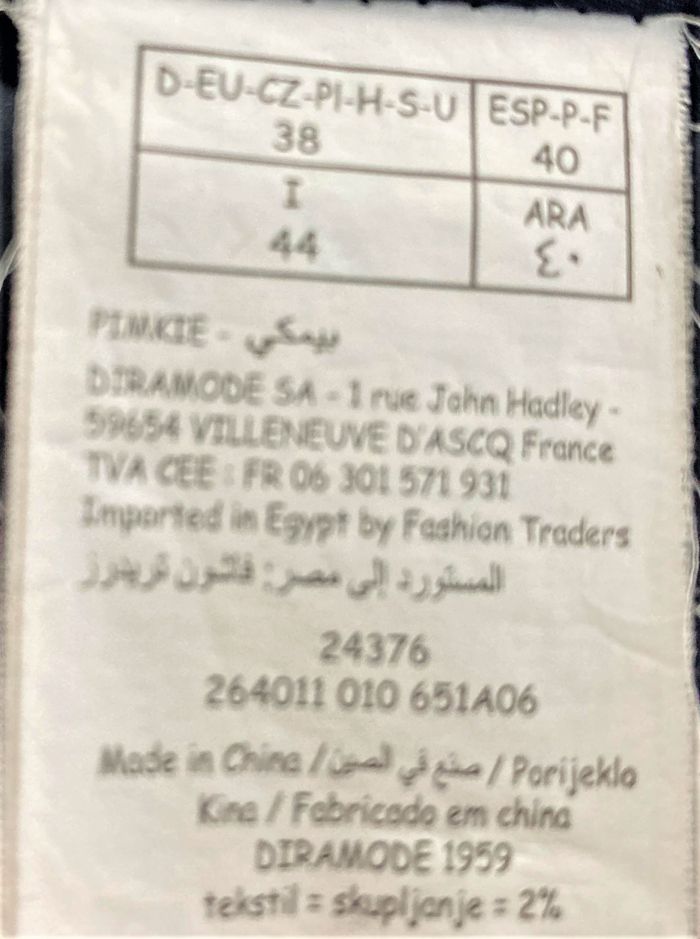 D-EU-CZ-PI-H-S-U ESP-P-F
38 40
I ARA
44 ٤٠
PIMKIE - بيمكي
DIRAMODE SA - 1 rue John Hadley -
59654 VILLENEUVE D'ASCQ France
TVA CEE : FR 06 301 571 931
Imported in Egypt by Fashion Traders
المستورد إلى مصر: فاشون تريدرز
24376
264011 010 651A06
Made in China / صنع في الصين / Porijeklo
Kina / Fabricado em china
DIRAMODE 1959
tekstil = skupljanje = 2%